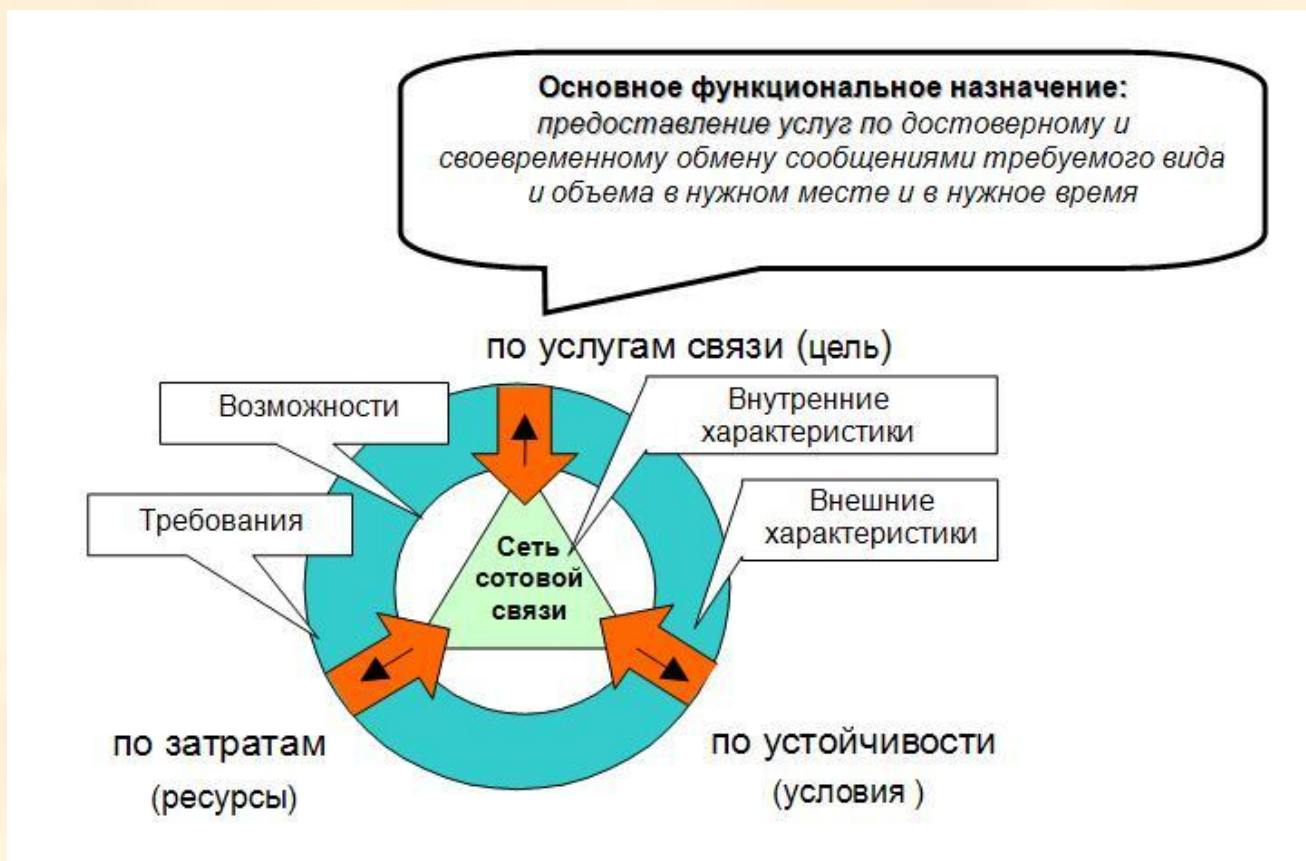 Основное функциональное назначение:
предоставление услуг по достоверному и
своевременному обмену сообщениями требуемого вида
и объема в нужном месте и в нужное время
по услугам связи (цель)
Возможности
Внутренние
характеристики
Требования
Внешние
характеристики
Сеть
сотовой
связи
по затратам
(ресурсы)
по устойчивости
(условия )